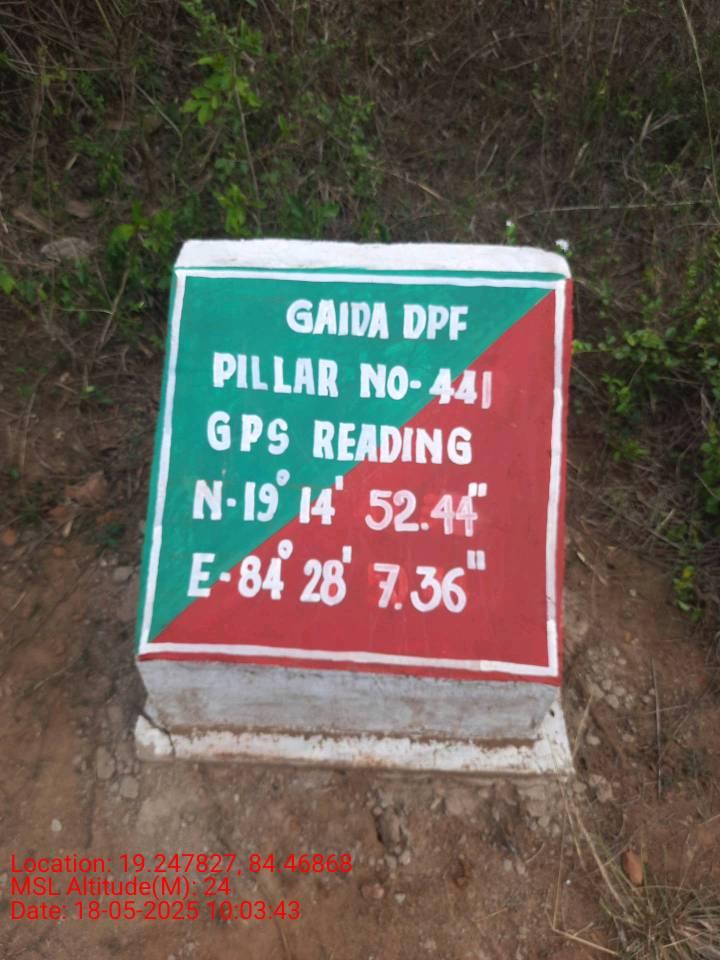 GAIDA DPF
PILLAR NO-441
GPS READING
N-19° 14' 52.44"
E-84° 28' 7.36"
Location: 19.247827, 84.46868
MSL Altitude(M): 24
Date: 18-05-2025 10:03:43